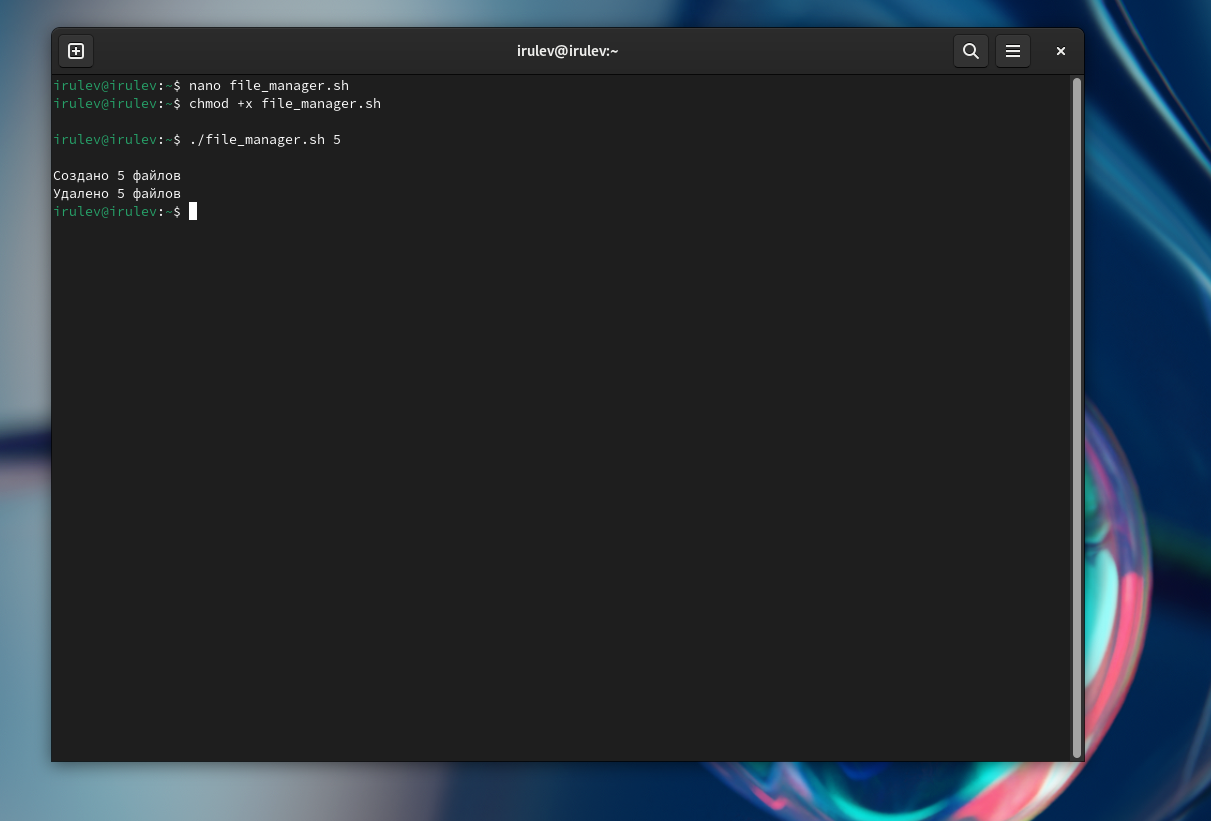 irulev@irulev:~
irulev@irulev:~$ nano file_manager.sh
irulev@irulev:~$ chmod +x file_manager.sh
irulev@irulev:~$ ./file_manager.sh 5
Создано 5 файлов
Удалено 5 файлов
irulev@irulev:~$